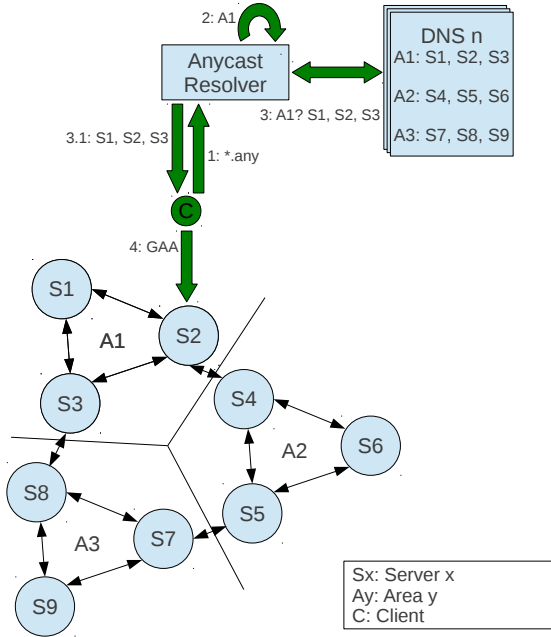 2: A1
DNS n
A1: S1, S2, S3
A2: S4, S5, S6
A3: S7, S8, S9
Anycast
Resolver
3: A1? S1, S2, S3
3.1: S1, S2, S3
1: *.any
C
4: GAA
S1
S2
A1
S3
S4
S6
A2
S5
S8
S7
A3
S9
Sx: Server x
Ay: Area y
C: Client